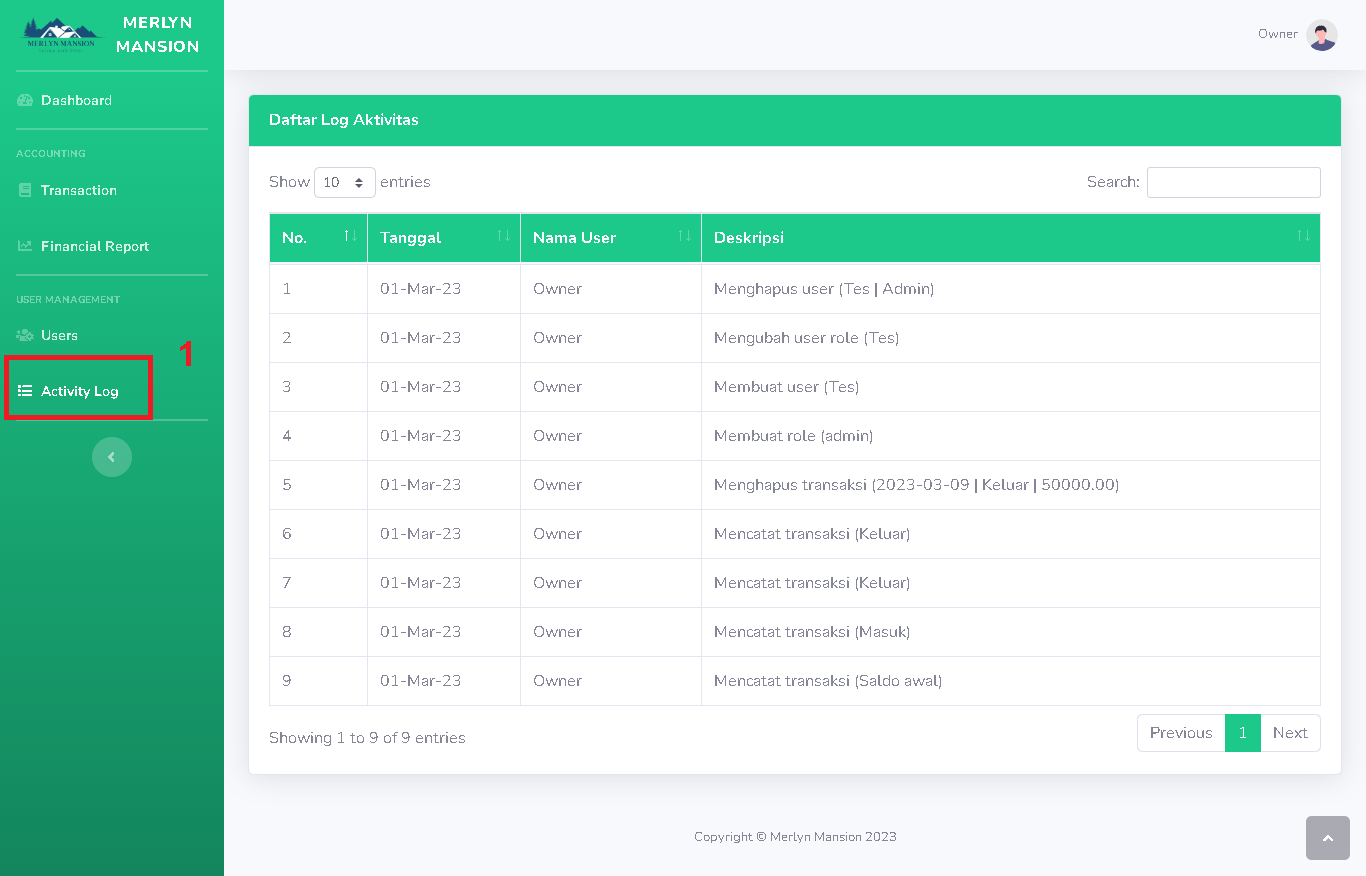 MERLYN MANSION
MERLYN
MANSION
Dashboard
ACCOUNTING
Transaction
Financial Report
USER MANAGEMENT
Users
1
Activity Log
Owner
Daftar Log Aktivitas
Show 10 entries
Search:
No. Tanggal Nama User Deskripsi
1 01-Mar-23 Owner Menghapus user (Tes | Admin)
2 01-Mar-23 Owner Mengubah user role (Tes)
3 01-Mar-23 Owner Membuat user (Tes)
4 01-Mar-23 Owner Membuat role (admin)
5 01-Mar-23 Owner Menghapus transaksi (2023-03-09 | Keluar | 50000.00)
6 01-Mar-23 Owner Mencatat transaksi (Keluar)
7 01-Mar-23 Owner Mencatat transaksi (Keluar)
8 01-Mar-23 Owner Mencatat transaksi (Masuk)
9 01-Mar-23 Owner Mencatat transaksi (Saldo awal)
Showing 1 to 9 of 9 entries
Previous 1 Next
Copyright © Merlyn Mansion 2023